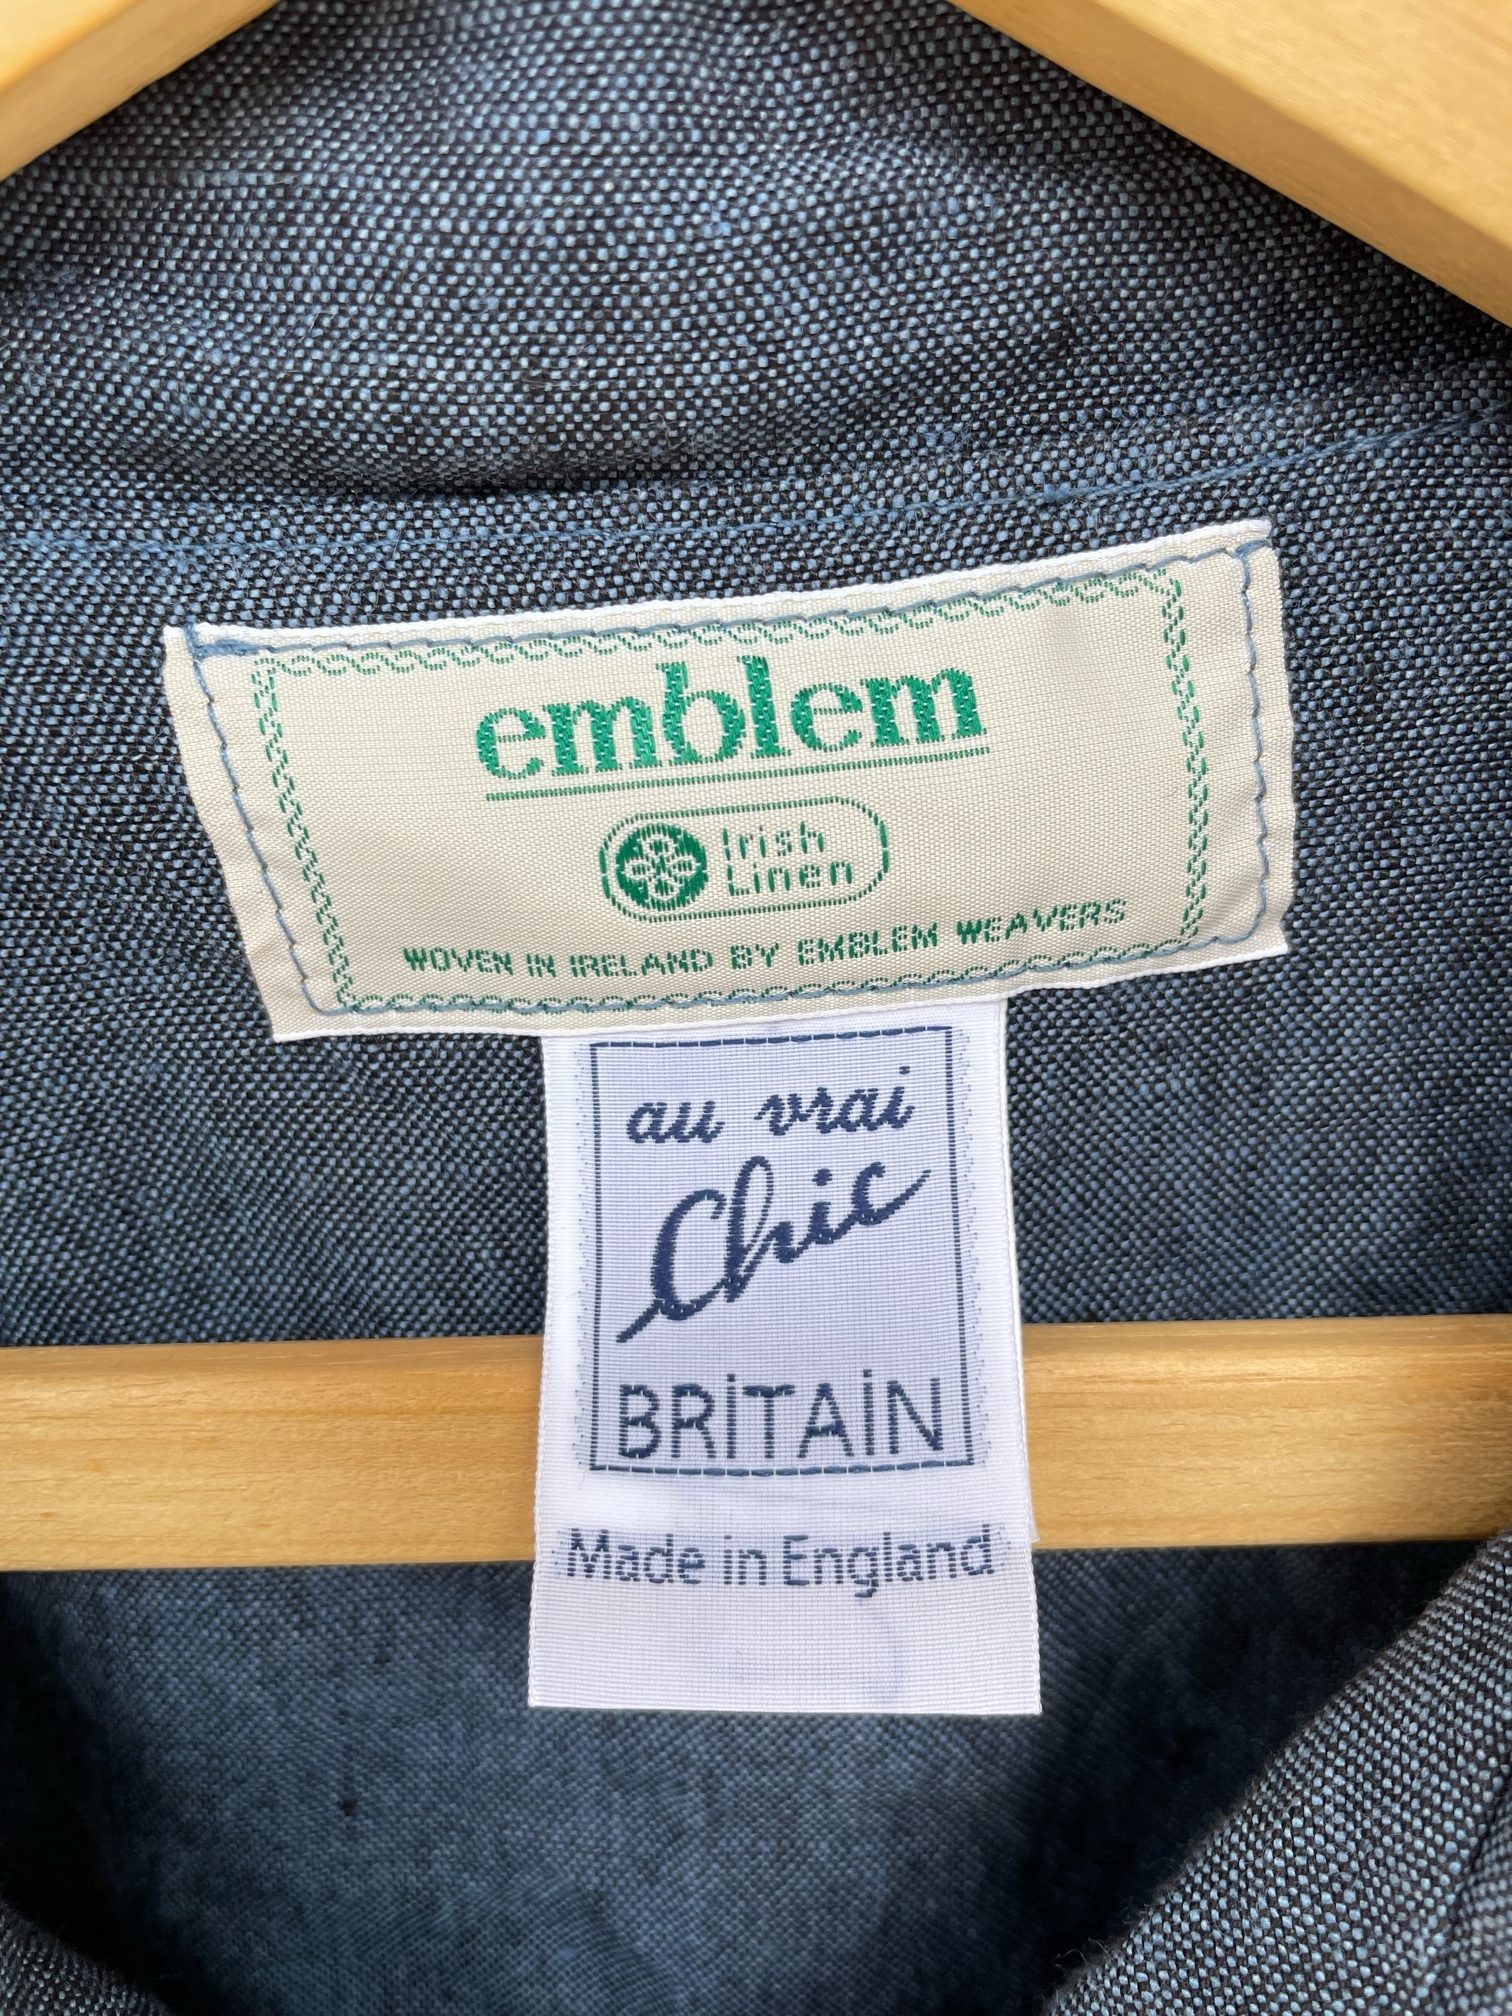 emblem
Irish
Linen
WOVEN IN IRELAND BY EMBLEM WEAVERS
au vrai
Chic
BRiTAiN
Made in England